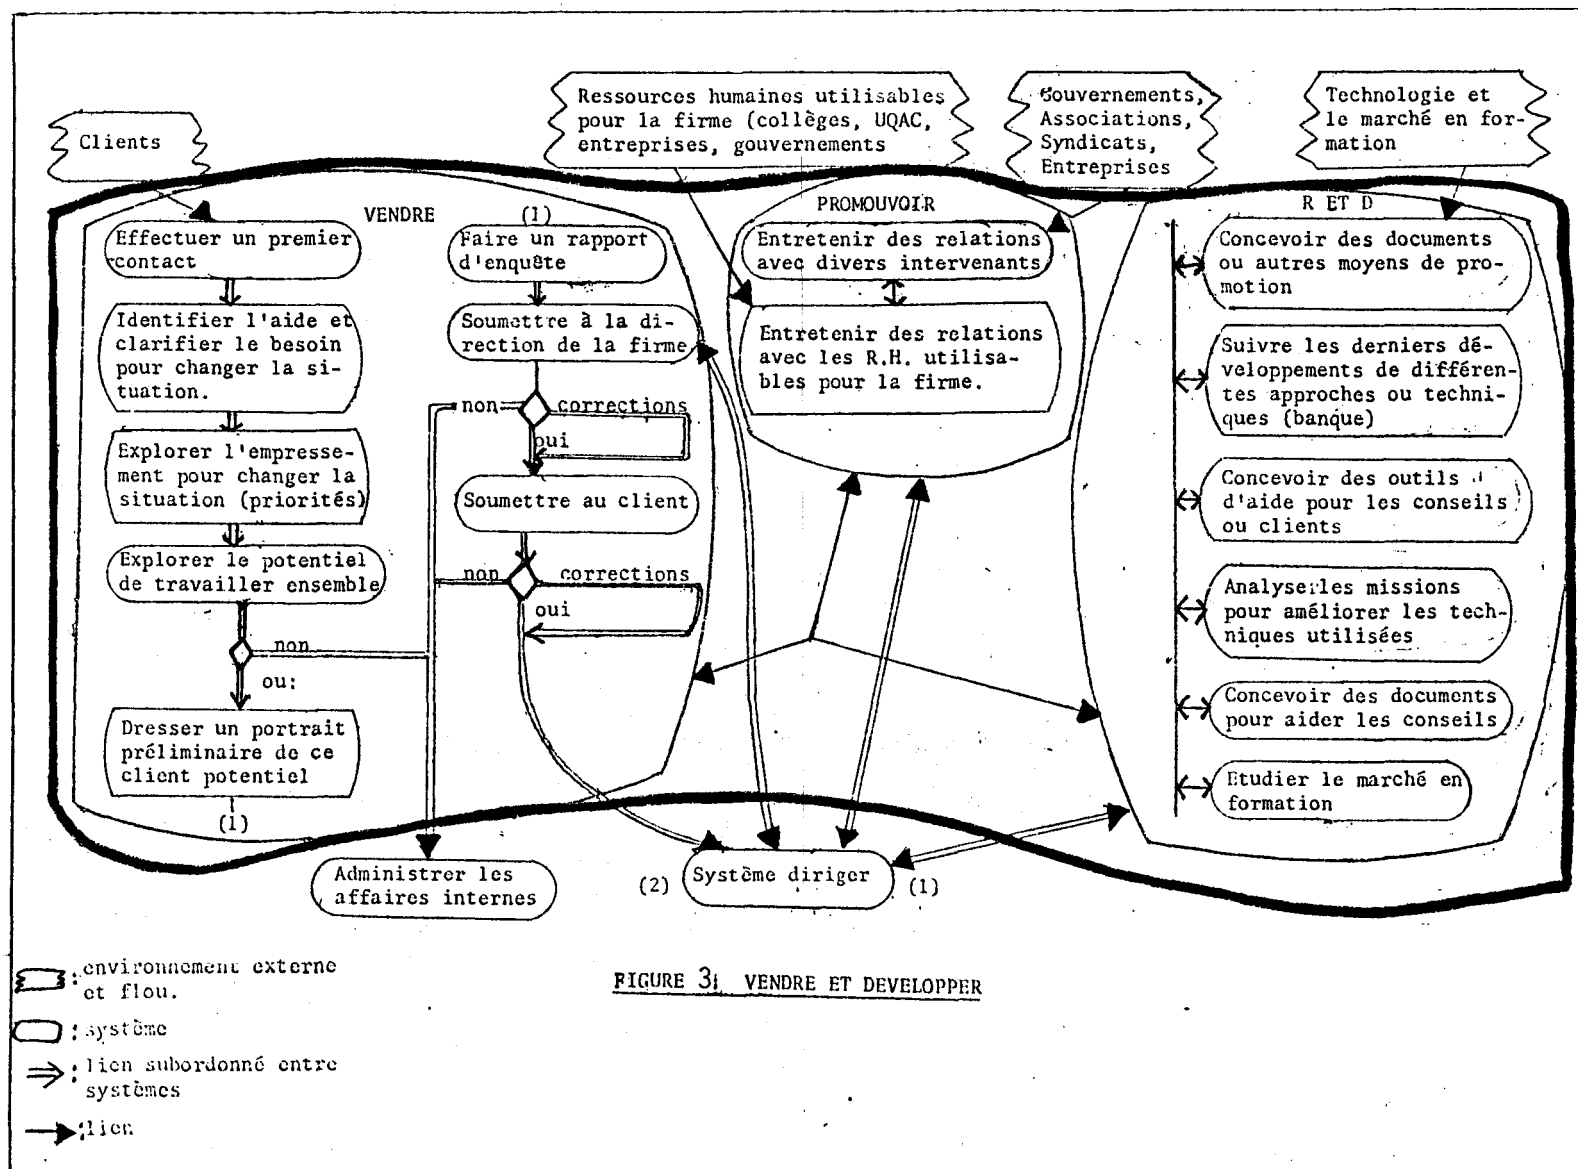 Clients
Ressources humaines utilisables
pour la firme (collèges, UQAC,
entreprises, gouvernements
Gouvernements,
Associations,
Syndicats,
Entreprises
Technologie et
le marché en for-
mation
VENDRE
Effectuer un premier
contact
Identifier l'aide et
clarifier le besoin
pour changer la si-
tuation.
Explorer l'empresse-
ment pour changer la
situation (priorités)
Explorer le potentiel
de travailler ensemble
non
ou:
Dresser un portrait
préliminaire de ce
client potentiel
(1)
(1)
Faire un rapport
d'enquête
Soumettre à la di-
rection de la firme
non
corrections
oui
Soumettre au client
non
corrections
oui
PROMOUVOIR
Entretenir des relations
avec divers intervenants
Entretenir des relations
avec les R.H. utilisa-
bles pour la firme.
R ET D
Concevoir des documents
ou autres moyens de pro-
motion
Suivre les derniers dé-
veloppements de différen-
tes approches ou techni-
ques (banque)
Concevoir des outils
d'aide pour les conseils
ou clients
Analyser les missions
pour améliorer les tech-
niques utilisées
Concevoir des documents
pour aider les conseils
Etudier le marché en
formation
Administrer les
affaires internes
(2)
Système diriger
(1)
: environnement externe
et flou.
: système
: lien subordonné entre
systèmes
: lien
FIGURE 3: VENDRE ET DEVELOPPER